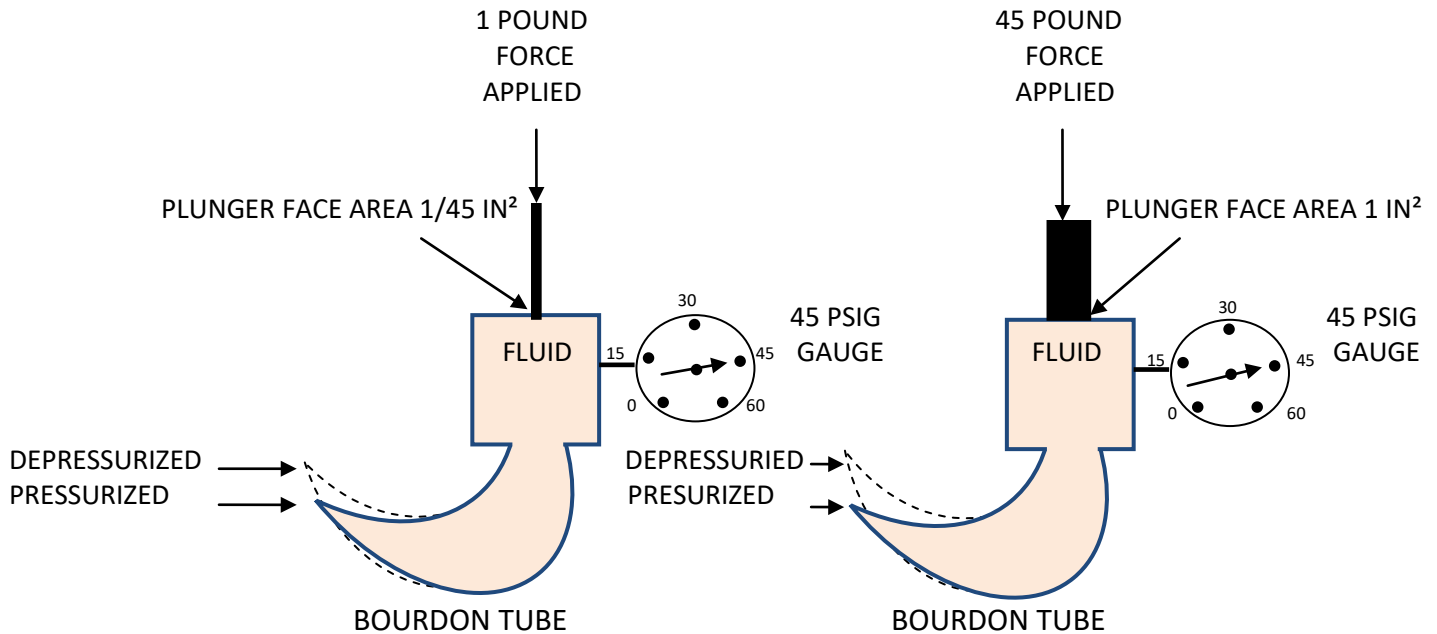 1 POUND
FORCE
APPLIED
45 POUND
FORCE
APPLIED
PLUNGER FACE AREA 1/45 IN²
PLUNGER FACE AREA 1 IN²
FLUID
15
30
45
0
60
45 PSIG
GAUGE
FLUID
15
30
45
0
60
45 PSIG
GAUGE
DEPRESSURIZED
PRESSURIZED
DEPRESSURIED
PRESURIZED
BOURDON TUBE
BOURDON TUBE